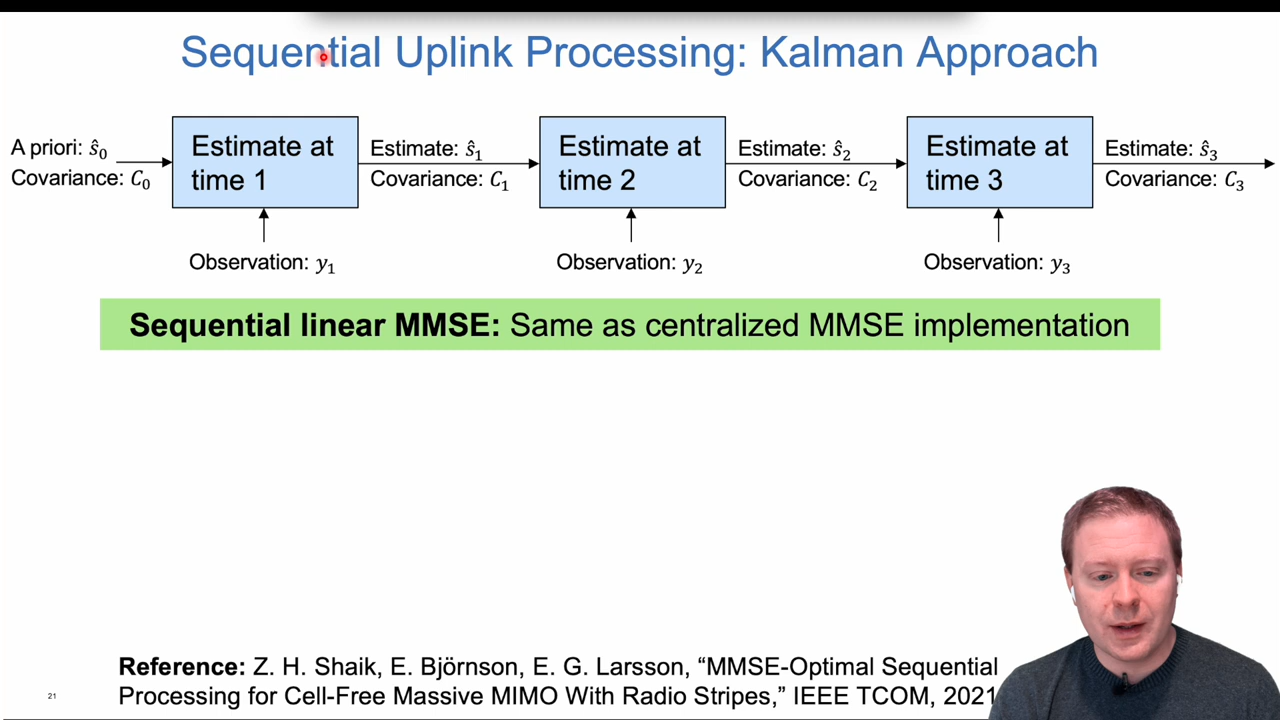 Sequential Uplink Processing: Kalman Approach
A priori: ŝ₀
Covariance: C₀
Estimate at
time 1
Estimate: ŝ₁
Covariance: C₁
Estimate at
time 2
Estimate: ŝ₂
Covariance: C₂
Estimate at
time 3
Estimate: ŝ₃
Covariance: C₃
Observation: y₁
Observation: y₂
Observation: y₃
Sequential linear MMSE: Same as centralized MMSE implementation
Reference: Z. H. Shaik, E. Björnson, E. G. Larsson, “MMSE-Optimal Sequential
Processing for Cell-Free Massive MIMO With Radio Stripes,” IEEE TCOM, 2021
21